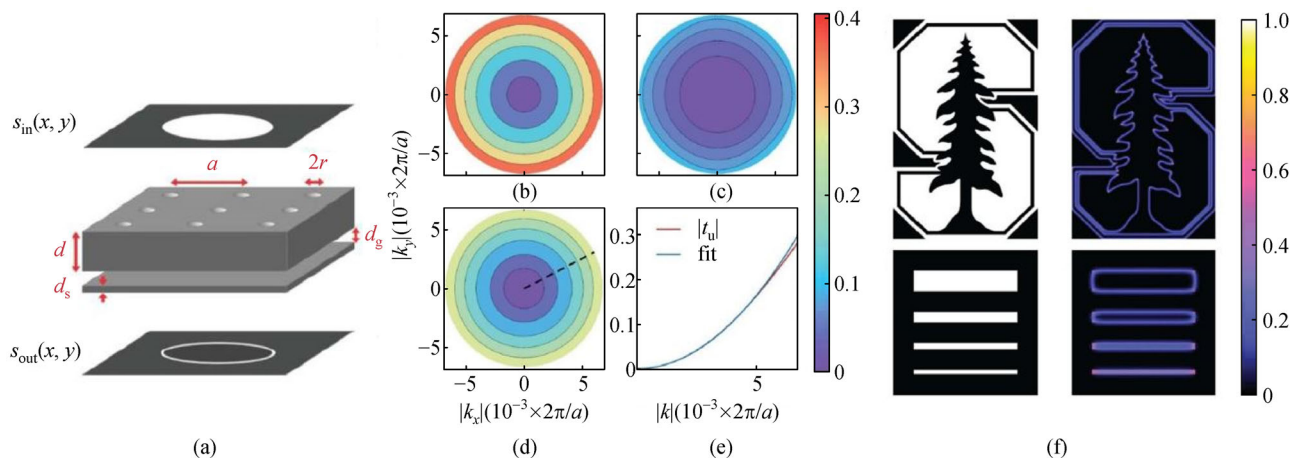 s_in(x, y)
a
2r
d
d_g
d_s
s_out(x, y)
(a)
|k_y|(10⁻³×2π/a)
5
0
−5
(b)
(c)
5
0
−5
−5
0
5
|k_x|(10⁻³×2π/a)
(d)
0.3
0.2
0.1
0
|t_u|
fit
5
|k|(10⁻³×2π/a)
(e)
0.4
0.3
0.2
0.1
0
(f)
1.0
0.8
0.6
0.4
0.2
0